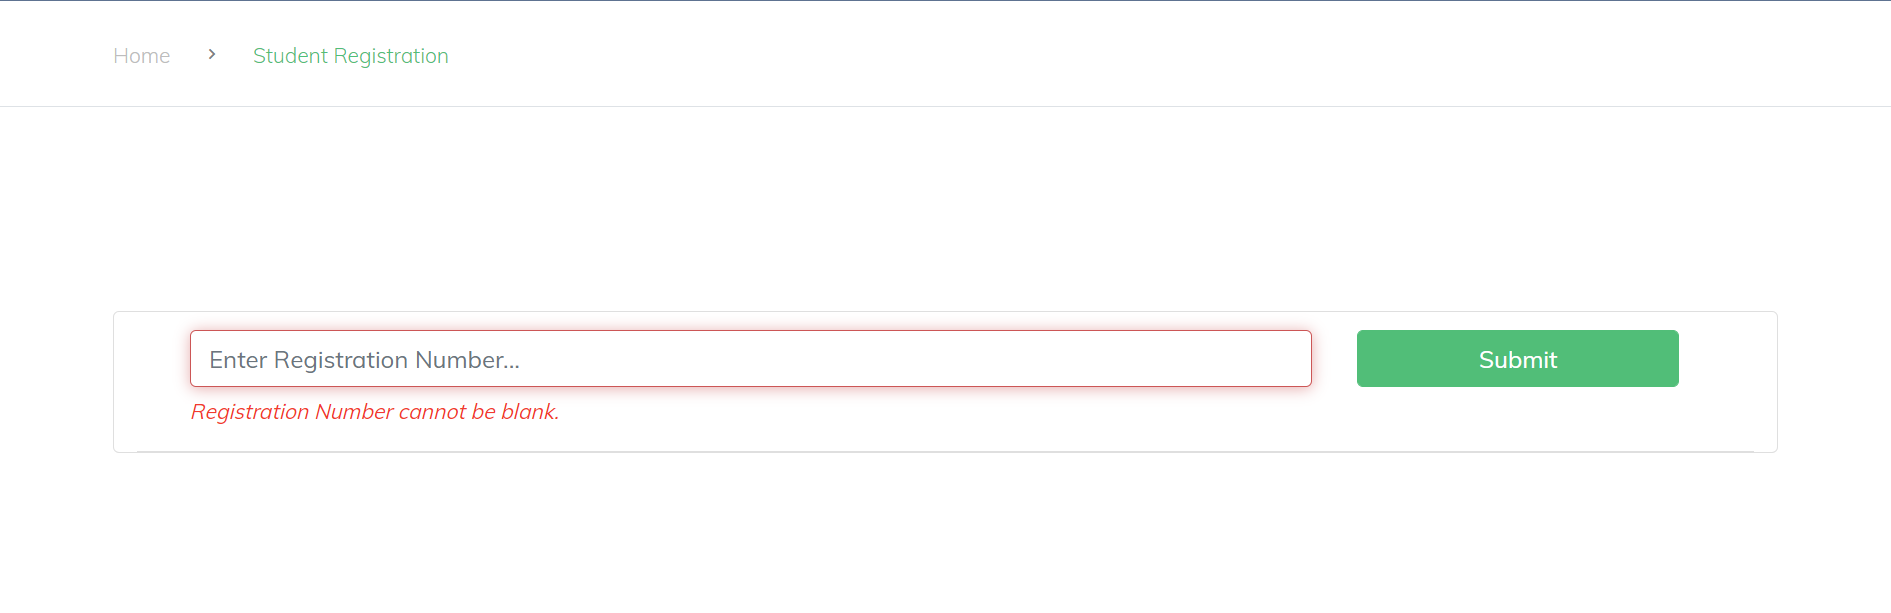 Home > Student Registration
Enter Registration Number...
Submit
Registration Number cannot be blank.